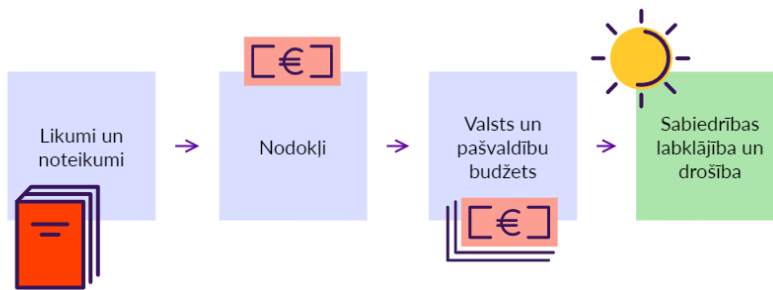 Likumi un
noteikumi
Nodokļi
€
Valsts un
pašvaldību
budžets
€
Sabiedrības
labklājība un
drošība